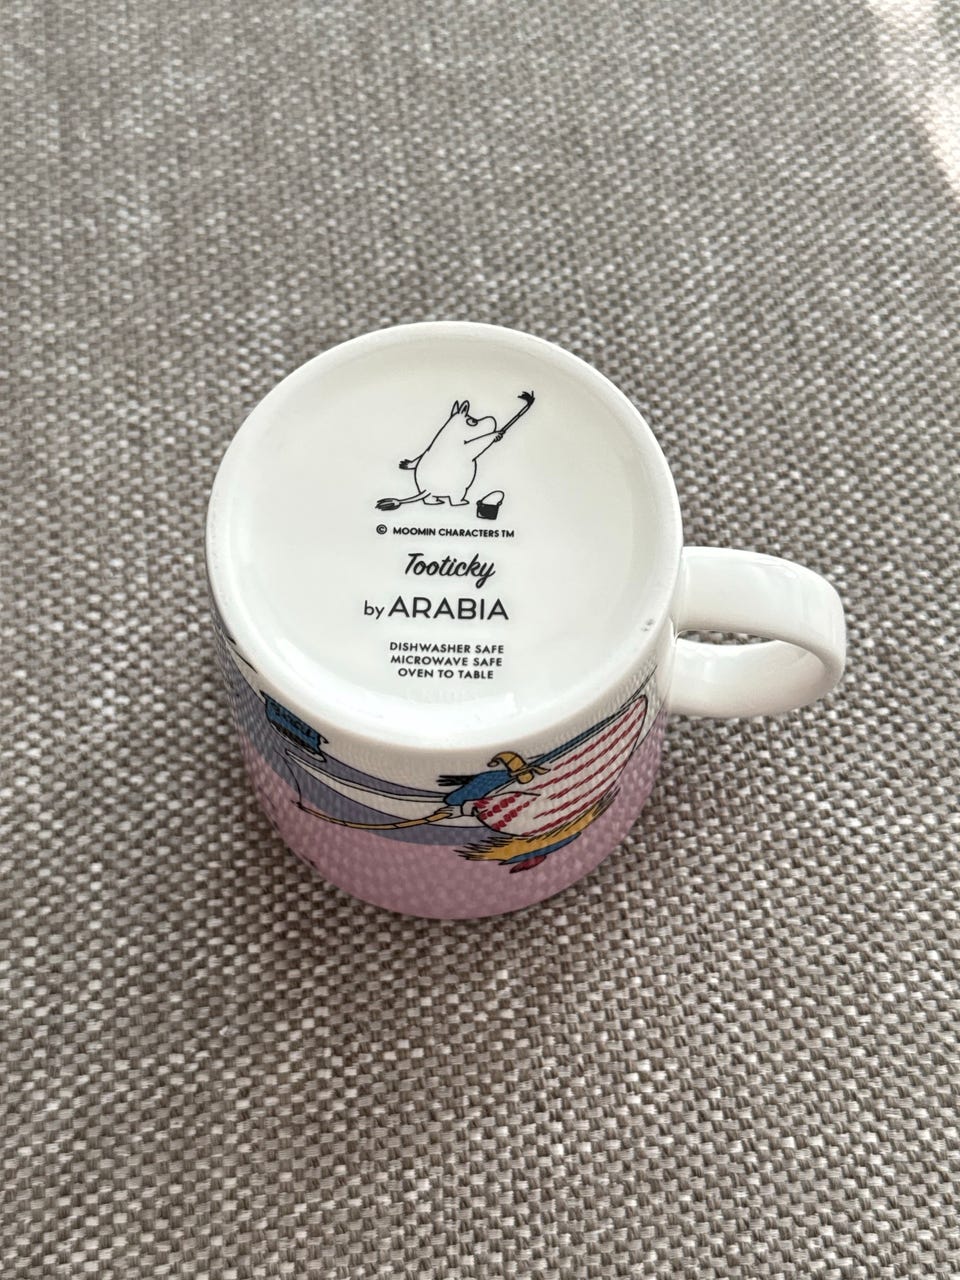 © MOOMIN CHARACTERS TM
Tooticky
by ARABIA
DISHWASHER SAFE
MICROWAVE SAFE
OVEN TO TABLE